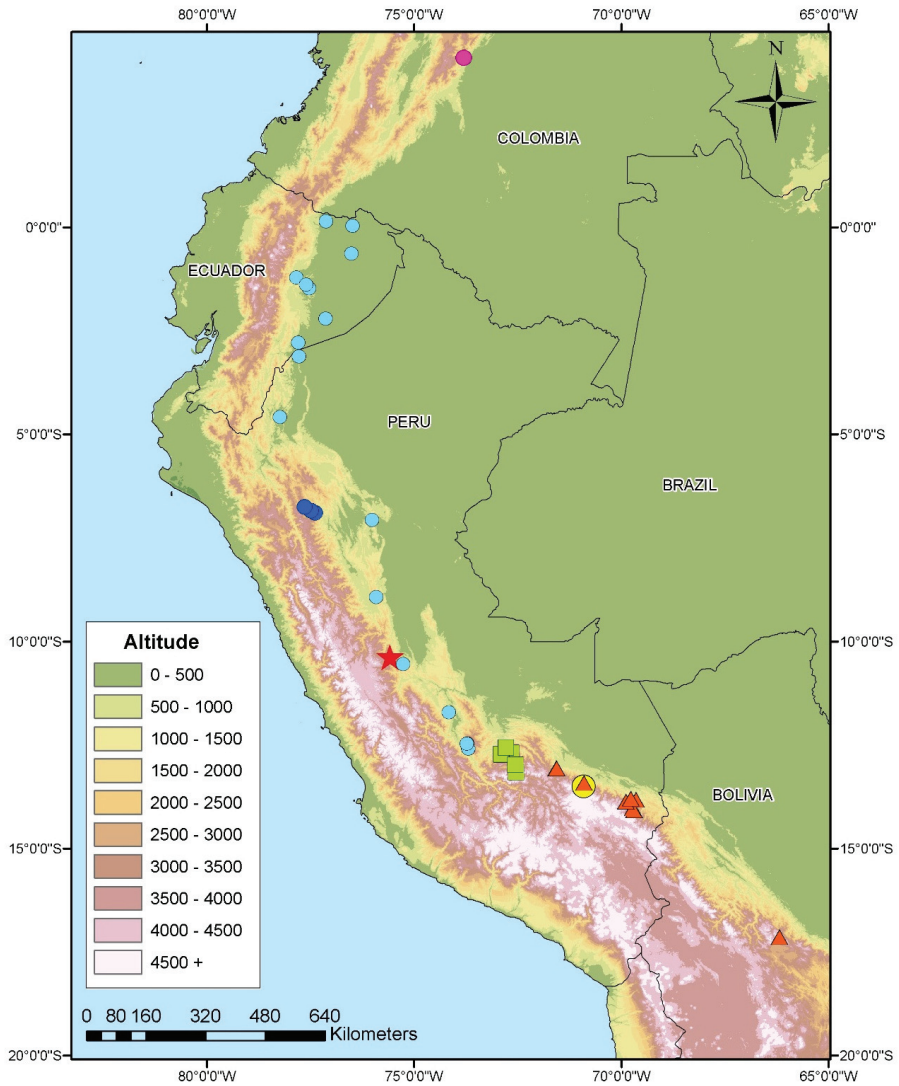 80°0'0"W 75°0'0"W 70°0'0"W 65°0'0"W
N
COLOMBIA
0°0'0" 0°0'0"
ECUADOR
5°0'0"S 5°0'0"S
PERU
BRAZIL
10°0'0"S 10°0'0"S
Altitude
0 - 500
500 - 1000
1000 - 1500
1500 - 2000
2000 - 2500
2500 - 3000
3000 - 3500
3500 - 4000
4000 - 4500
4500 +
BOLIVIA
15°0'0"S 15°0'0"S
0 80 160 320 480 640
Kilometers
20°0'0"S 20°0'0"S
80°0'0"W 75°0'0"W 70°0'0"W 65°0'0"W